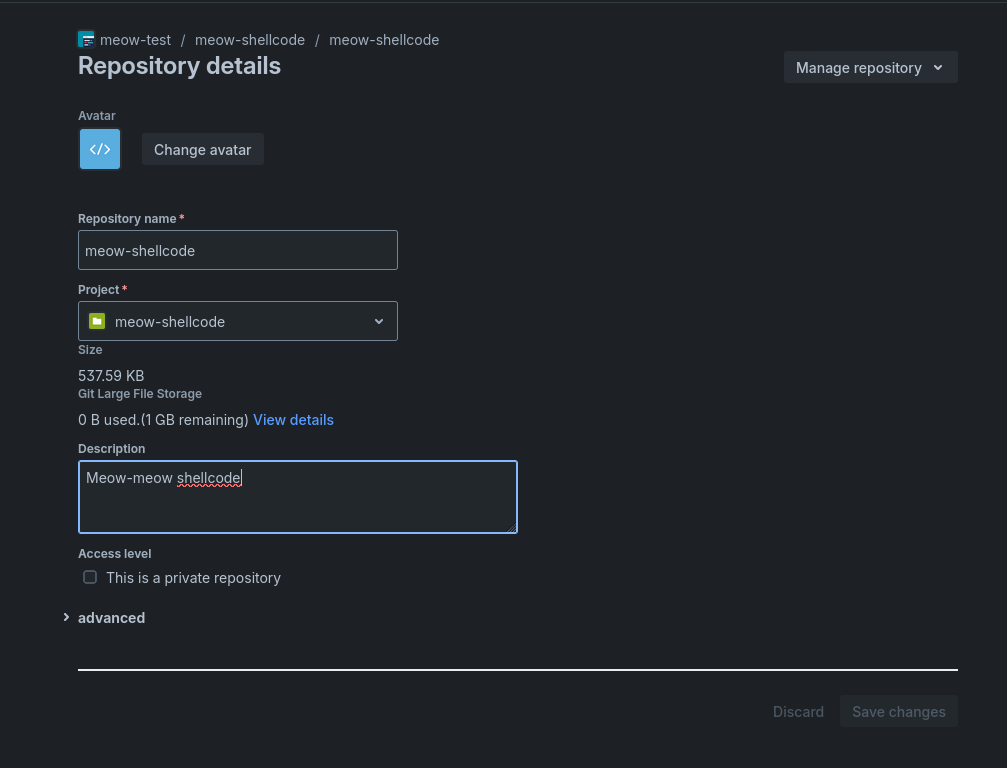 meow-test / meow-shellcode / meow-shellcode
Repository details
Manage repository
Avatar
</>
Change avatar
Repository name*
meow-shellcode
Project*
meow-shellcode
Size
537.59 KB
Git Large File Storage
0 B used.(1 GB remaining) View details
Description
Meow-meow shellcode
Access level
This is a private repository
advanced
Discard Save changes